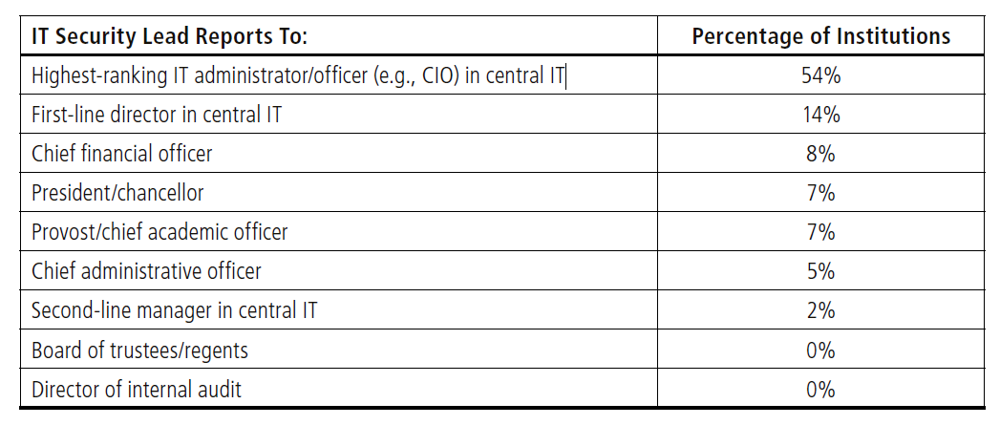 IT Security Lead Reports To: Percentage of Institutions
Highest-ranking IT administrator/officer (e.g., CIO) in central IT 54%
First-line director in central IT 14%
Chief financial officer 8%
President/chancellor 7%
Provost/chief academic officer 7%
Chief administrative officer 5%
Second-line manager in central IT 2%
Board of trustees/regents 0%
Director of internal audit 0%